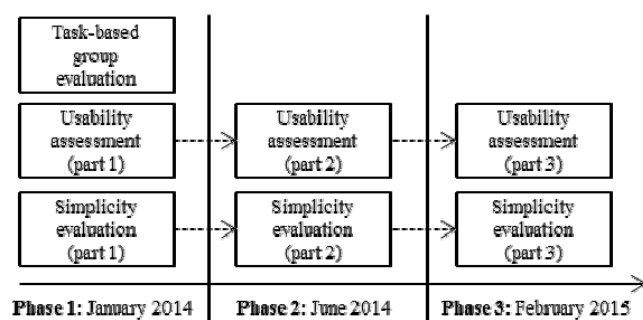 Task-based
group
evaluation
Usability
assessment
(part 1)
Usability
assessment
(part 2)
Usability
assessment
(part 3)
Simplicity
evaluation
(part 1)
Simplicity
evaluation
(part 2)
Simplicity
evaluation
(part 3)
Phase 1: January 2014
Phase 2: June 2014
Phase 3: February 2015